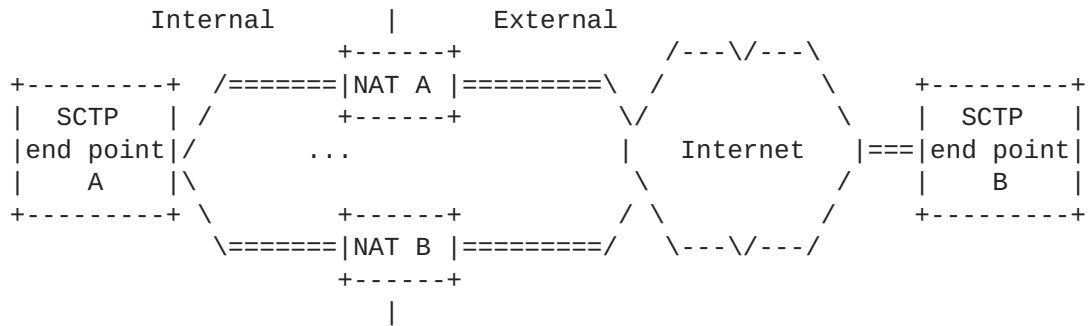 Internal | External
+------+ /---\/---\
+---------+ /=======|NAT A |=========\ / \ +---------+
| SCTP | / +------+ \/ \ | SCTP |
|end point|/ ... | Internet |===|end point|
| A |\ \ / | B |
+---------+ \ +------+ / \ / +---------+
\=======|NAT B |=========/ \---\/---/
+------+
|